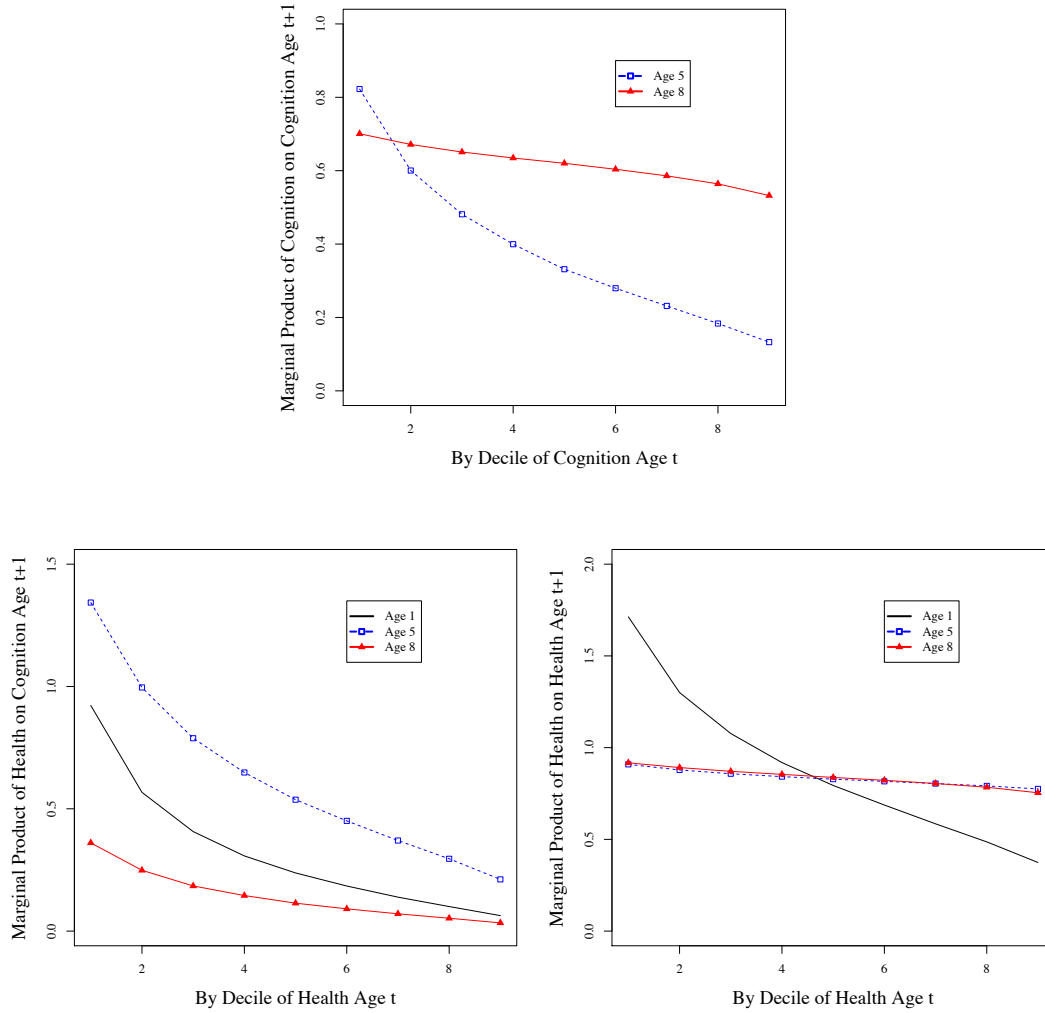 Marginal Product of Cognition on Cognition Age t+1
1.0
0.8
0.6
0.4
0.2
0.0
Age 5
Age 8
2 4 6 8
By Decile of Cognition Age t
Marginal Product of Health on Cognition Age t+1
1.5
1.0
0.5
0.0
Age 1
Age 5
Age 8
2 4 6 8
By Decile of Health Age t
Marginal Product of Health on Health Age t+1
2.0
1.5
1.0
0.5
0.0
Age 1
Age 5
Age 8
2 4 6 8
By Decile of Health Age t